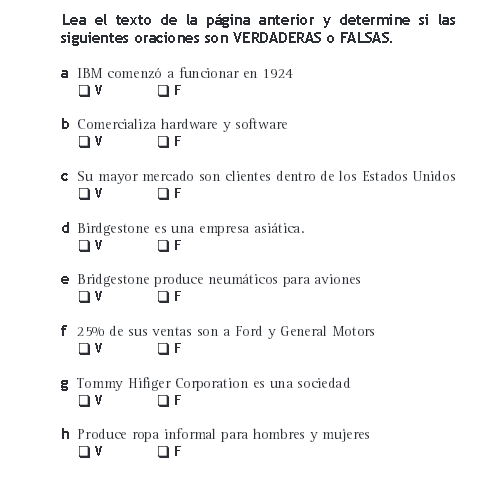 Lea el texto de la página anterior y determine si las
siguientes oraciones son VERDADERAS o FALSAS.
a IBM comenzó a funcionar en 1924
❑ V ❑ F
b Comercializa hardware y software
❑ V ❑ F
c Su mayor mercado son clientes dentro de los Estados Unidos
❑ V ❑ F
d Birdgestone es una empresa asiática.
❑ V ❑ F
e Bridgestone produce neumáticos para aviones
❑ V ❑ F
f 25% de sus ventas son a Ford y General Motors
❑ V ❑ F
g Tommy Hifiger Corporation es una sociedad
❑ V ❑ F
h Produce ropa informal para hombres y mujeres
❑ V ❑ F